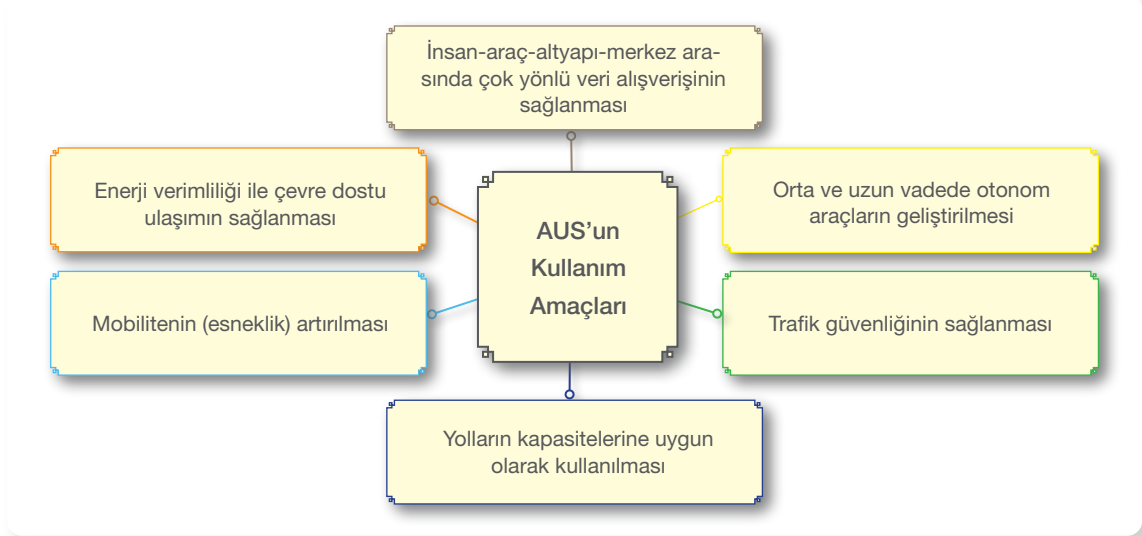 İnsan-araç-altyapı-merkez ara-
sında çok yönlü veri alışverişinin
sağlanması
Enerji verimliliği ile çevre dostu
ulaşımın sağlanması
Orta ve uzun vadede otonom
araçların geliştirilmesi
AUS’un
Kullanım
Amaçları
Mobilitenin (esneklik) artırılması
Trafik güvenliğinin sağlanması
Yolların kapasitelerine uygun
olarak kullanılması